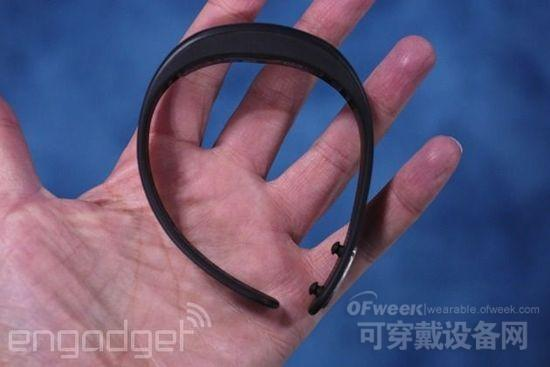 OFweek|wearable.ofweek.com
可穿戴设备网
engadget